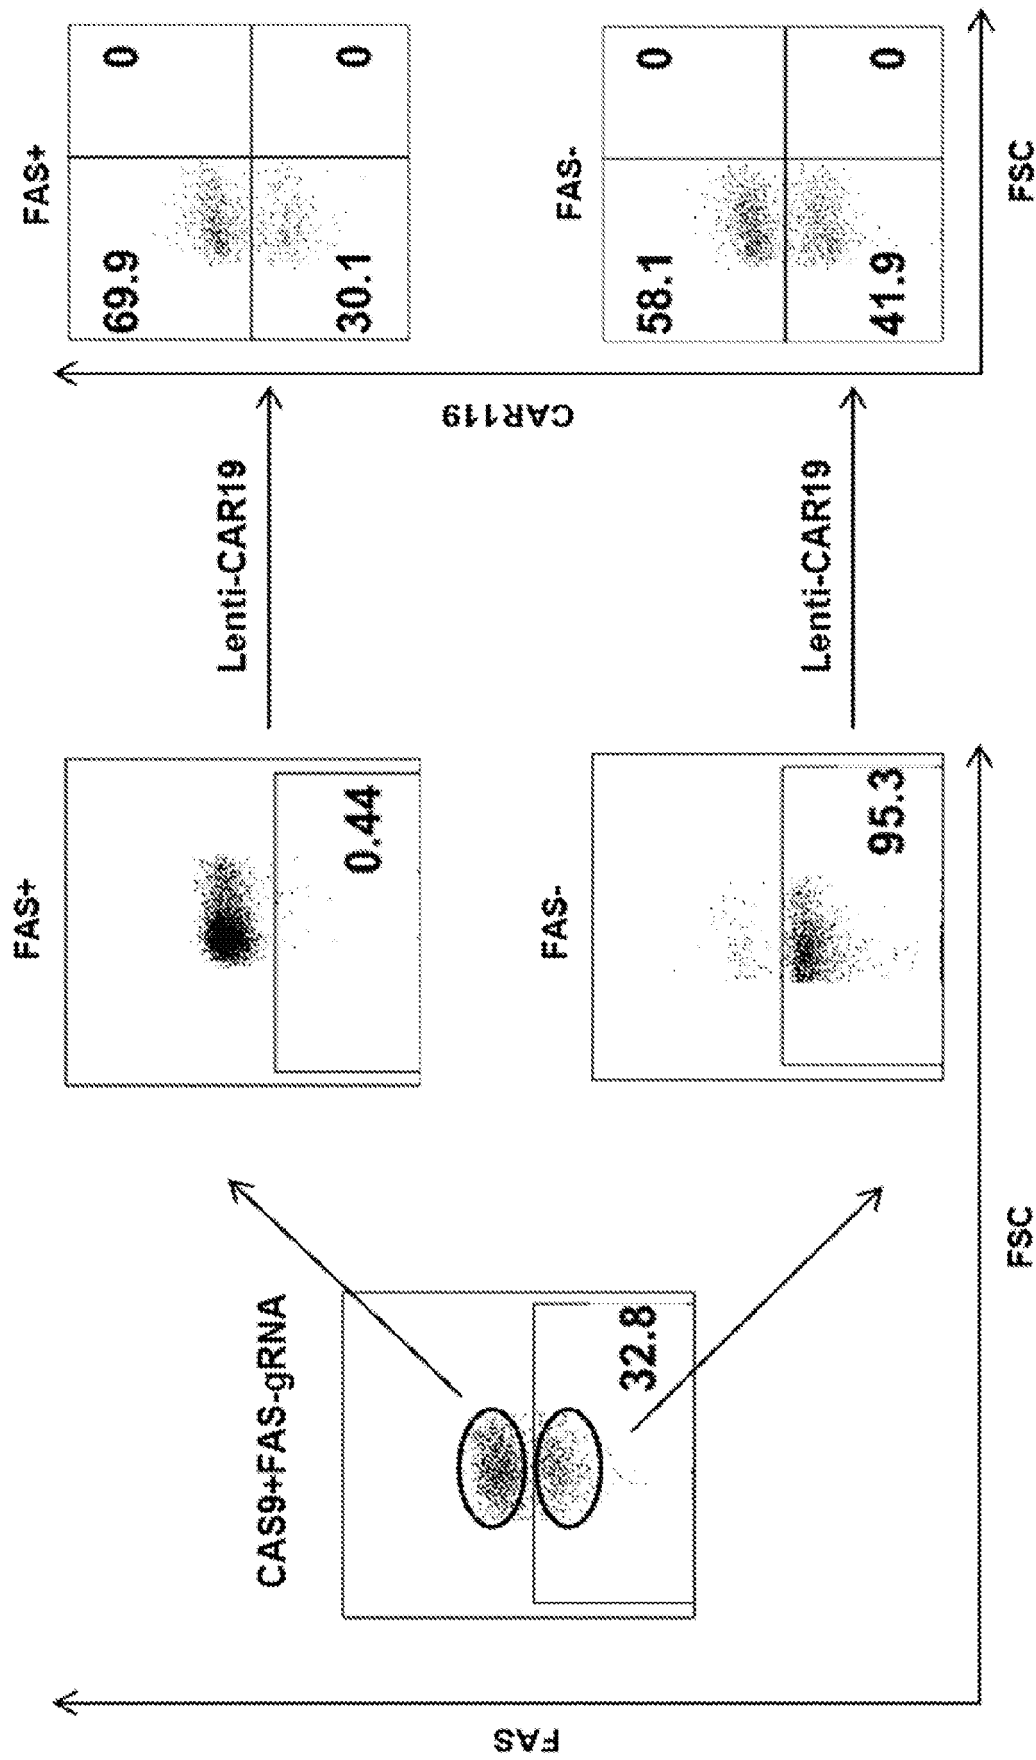 CAS9+FAS-gRNA
32.8
FAS
FSC
FAS+
0.44
FAS-
95.3
Lenti-CAR19
Lenti-CAR19
CAR119
FAS+
69.9
0
30.1
0
FAS-
58.1
0
41.9
0
FSC